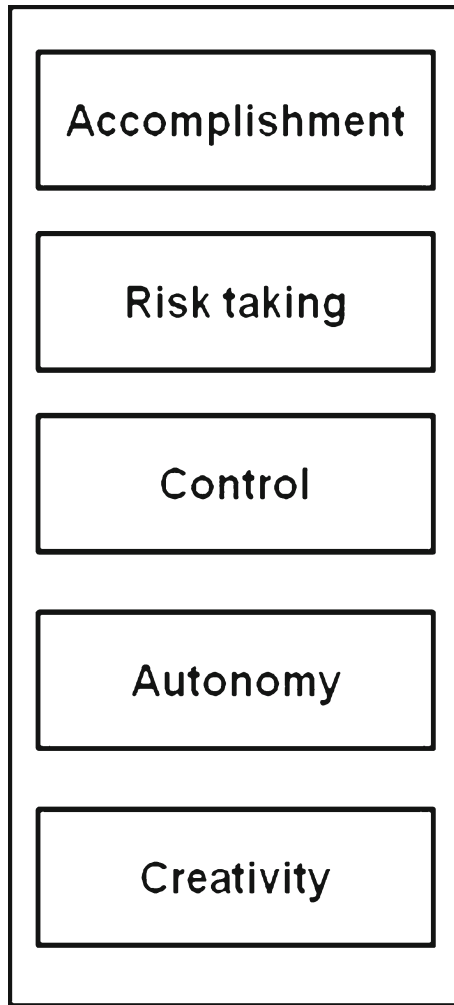 Accomplishment
Risk taking
Control
Autonomy
Creativity